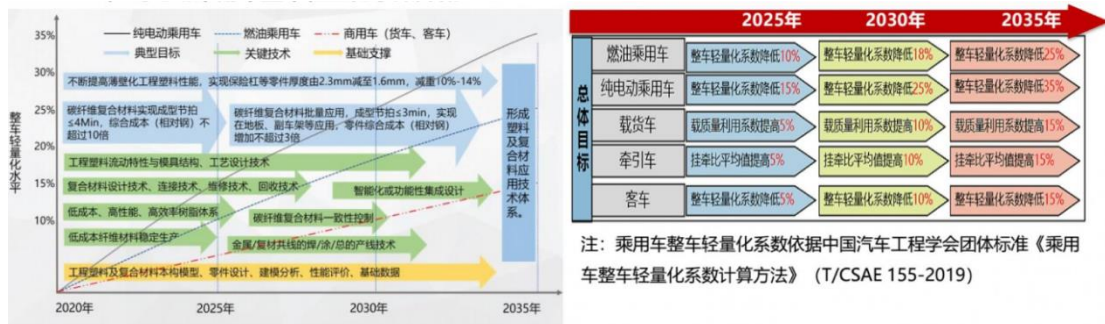 纯电动乘用车 燃油乘用车 商用车（货车、客车）
典型目标 关键技术 基础支撑
整车轻量化水平
35%
30%
25%
20%
15%
10%
不断提高薄壁化工程塑料性能，实现保险杠等零件厚度由2.3mm减至1.6mm，减重10%-14%
碳纤维复合材料实现成型节拍
≤4Min，综合成本（相对钢）不
超过10倍
碳纤维复合材料批量应用，成型节拍≤3min，实现
在地板、副车架等应用，零件综合成本（相对钢）
增加不超过3倍
工程塑料流动特性与模具结构、工艺设计技术
复合材料设计技术、连接技术、维修技术、回收技术
智能化或功能性集成设计
低成本、高性能、高效率树脂体系
碳纤维复合材料一致性控制
低成本纤维材料稳定生产
金属/复材共线的焊/涂/总的产线技术
工程塑料及复合材料本构模型、零件设计、建模分析、性能评价、基础数据
形成塑料及复合材料应用技术体系。
2020年 2025年 2030年 2035年
2025年 2030年 2035年
总体目标
燃油乘用车 整车轻量化系数降低10% 整车轻量化系数降低18% 整车轻量化系数降低25%
纯电动乘用车 整车轻量化系数降低15% 整车轻量化系数降低25% 整车轻量化系数降低35%
载货车 载质量利用系数提高5% 载质量利用系数提高10% 载质量利用系数提高15%
牵引车 挂牵比平均值提高5% 挂牵比平均值提高10% 挂牵比平均值提高15%
客车 整车轻量化系数降低5% 整车轻量化系数降低10% 整车轻量化系数降低15%
注：乘用车整车轻量化系数依据中国汽车工程学会团体标准《乘用
车整车轻量化系数计算方法》（T/CSAE 155-2019）